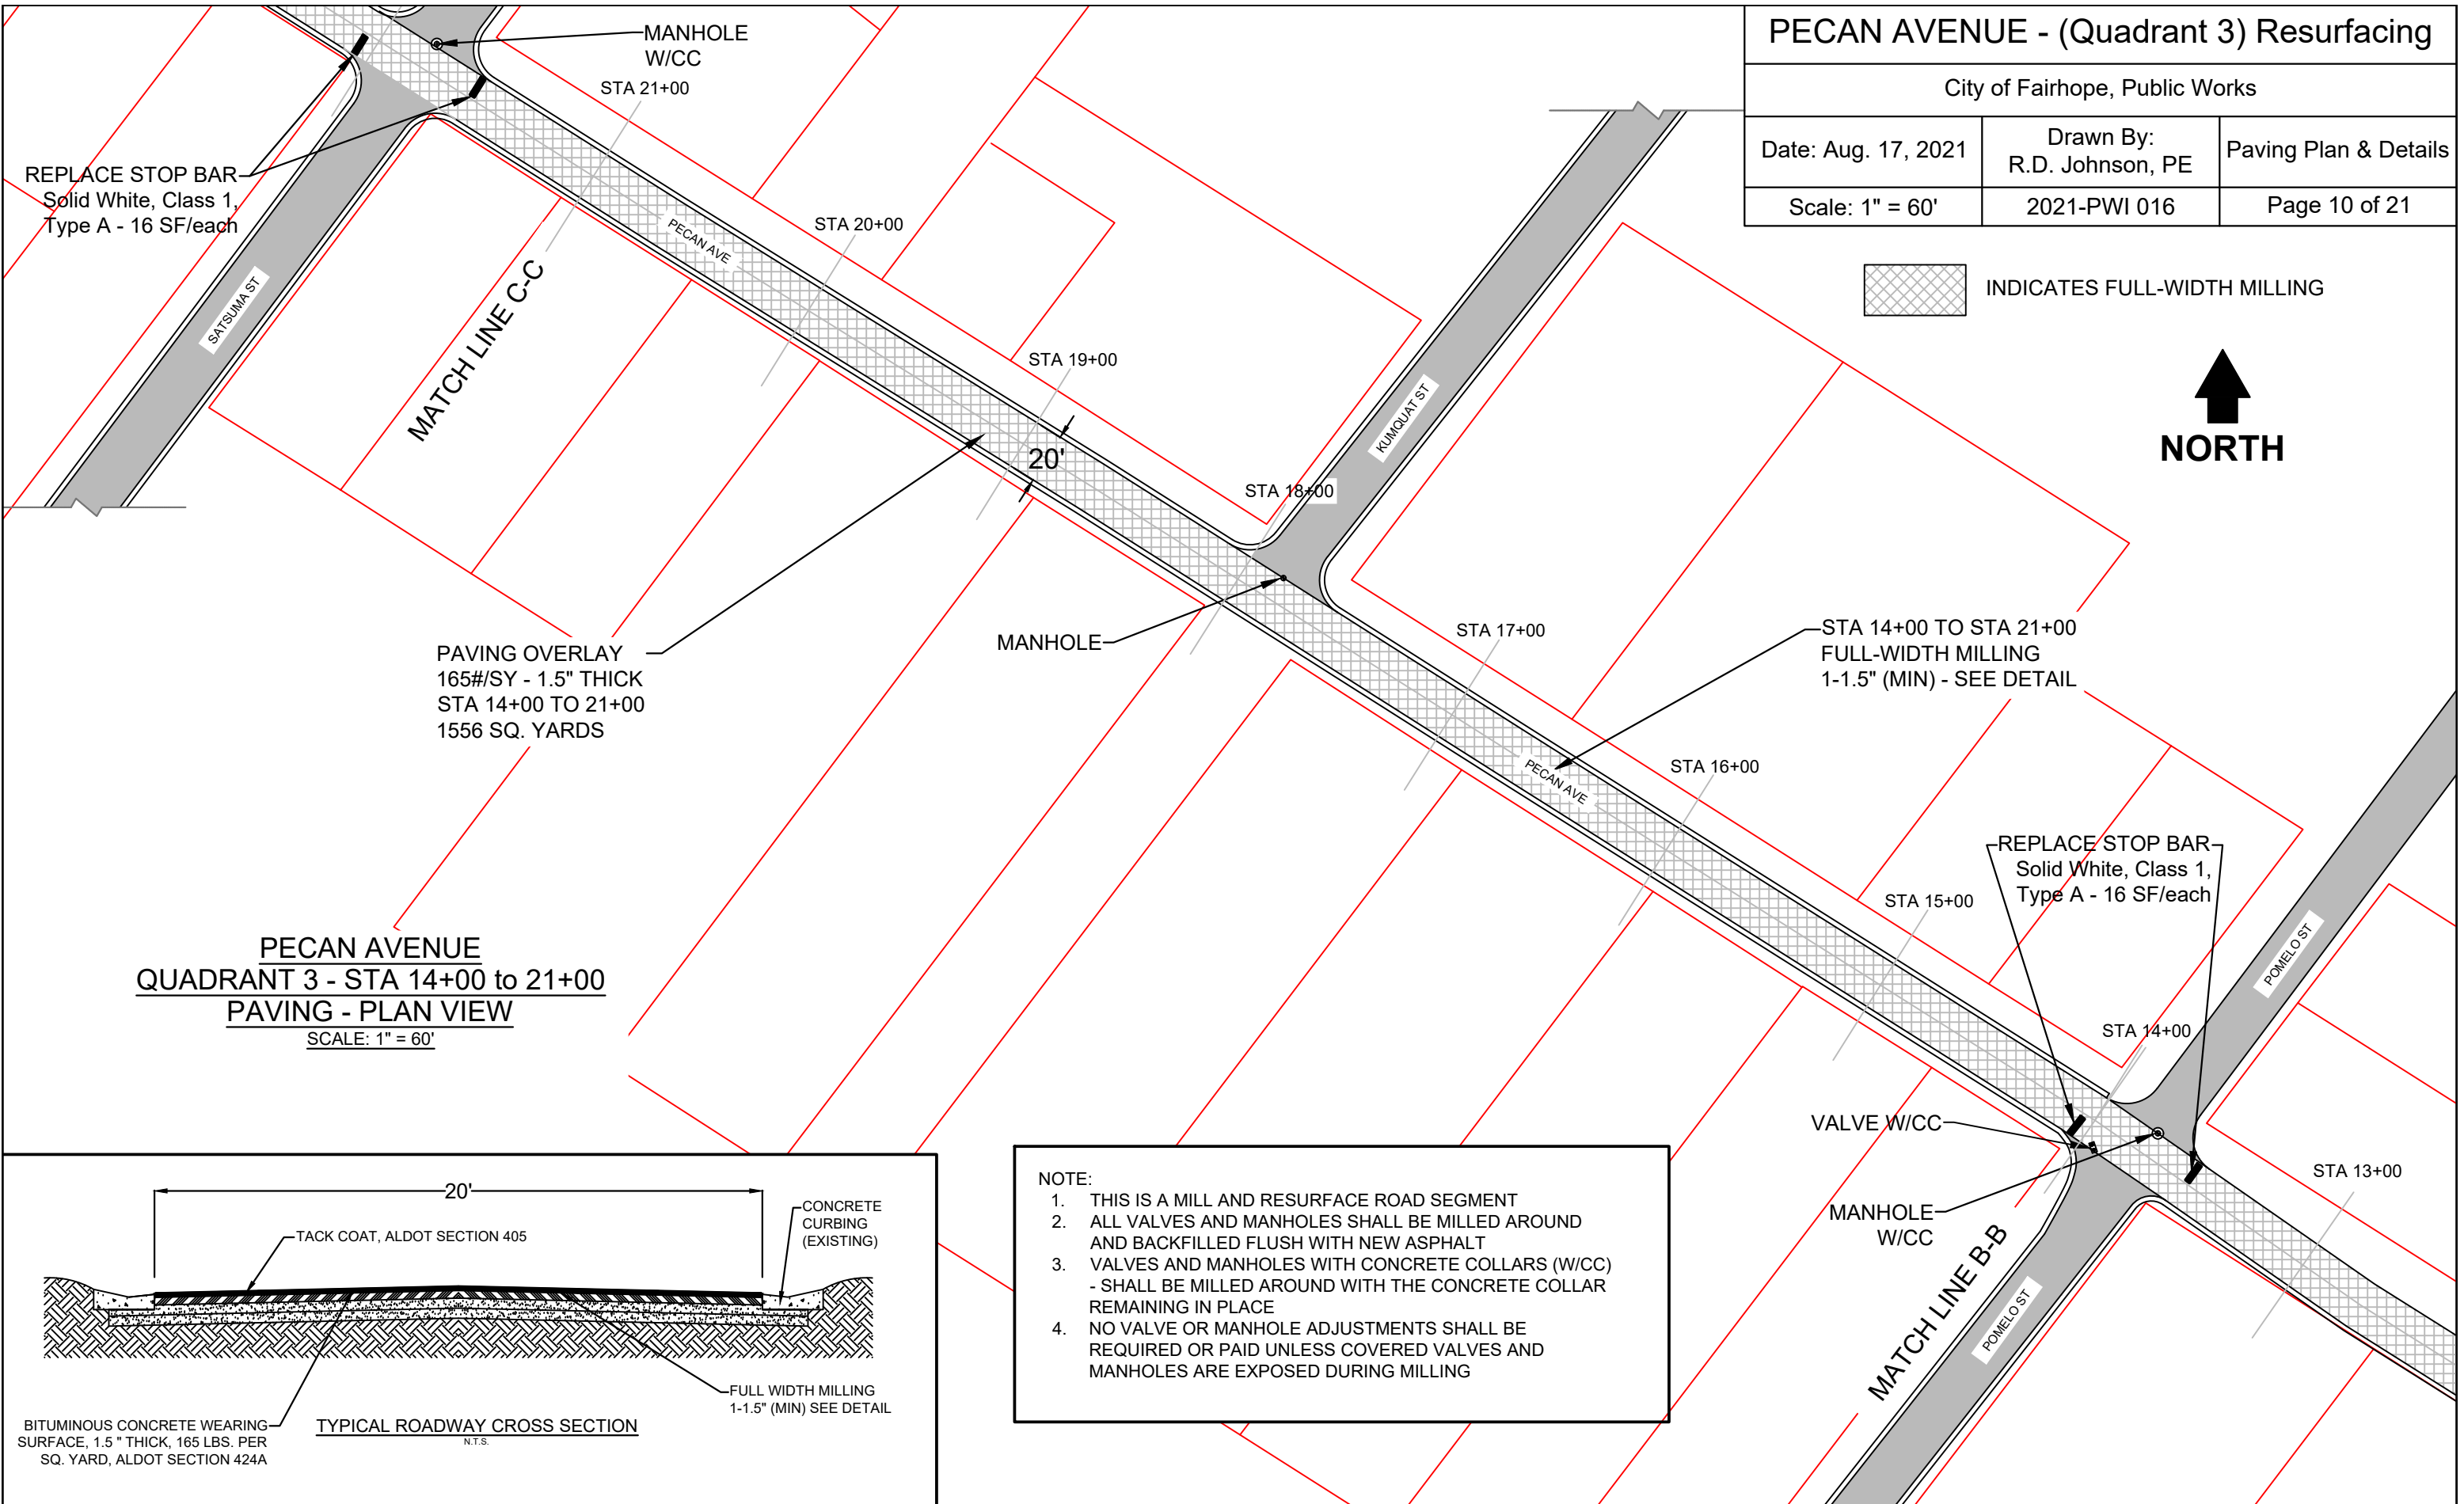 PECAN AVENUE - (Quadrant 3) Resurfacing
City of Fairhope, Public Works
Date: Aug. 17, 2021
Drawn By:
R.D. Johnson, PE
Paving Plan & Details
Scale: 1" = 60'
2021-PWI 016
Page 10 of 21
INDICATES FULL-WIDTH MILLING
NORTH
MANHOLE
W/CC
STA 21+00
REPLACE STOP BAR
Solid White, Class 1,
Type A - 16 SF/each
SATSUMA ST
MATCH LINE C-C
PECAN AVE
STA 20+00
STA 19+00
20'
KUMQUAT ST
STA 18+00
MANHOLE
STA 17+00
PAVING OVERLAY
165#/SY - 1.5" THICK
STA 14+00 TO 21+00
1556 SQ. YARDS
STA 14+00 TO STA 21+00
FULL-WIDTH MILLING
1-1.5" (MIN) - SEE DETAIL
PECAN AVE
STA 16+00
REPLACE STOP BAR
Solid White, Class 1,
Type A - 16 SF/each
STA 15+00
POMELO ST
STA 14+00
VALVE W/CC
MANHOLE
W/CC
STA 13+00
MATCH LINE B-B
POMELO ST
PECAN AVENUE
QUADRANT 3 - STA 14+00 to 21+00
PAVING - PLAN VIEW
SCALE: 1" = 60'
20'
TACK COAT, ALDOT SECTION 405
CONCRETE
CURBING
(EXISTING)
FULL WIDTH MILLING
1-1.5" (MIN) SEE DETAIL
BITUMINOUS CONCRETE WEARING
SURFACE, 1.5 " THICK, 165 LBS. PER
SQ. YARD, ALDOT SECTION 424A
TYPICAL ROADWAY CROSS SECTION
N.T.S.
NOTE:
1. THIS IS A MILL AND RESURFACE ROAD SEGMENT
2. ALL VALVES AND MANHOLES SHALL BE MILLED AROUND
AND BACKFILLED FLUSH WITH NEW ASPHALT
3. VALVES AND MANHOLES WITH CONCRETE COLLARS (W/CC)
- SHALL BE MILLED AROUND WITH THE CONCRETE COLLAR
REMAINING IN PLACE
4. NO VALVE OR MANHOLE ADJUSTMENTS SHALL BE
REQUIRED OR PAID UNLESS COVERED VALVES AND
MANHOLES ARE EXPOSED DURING MILLING